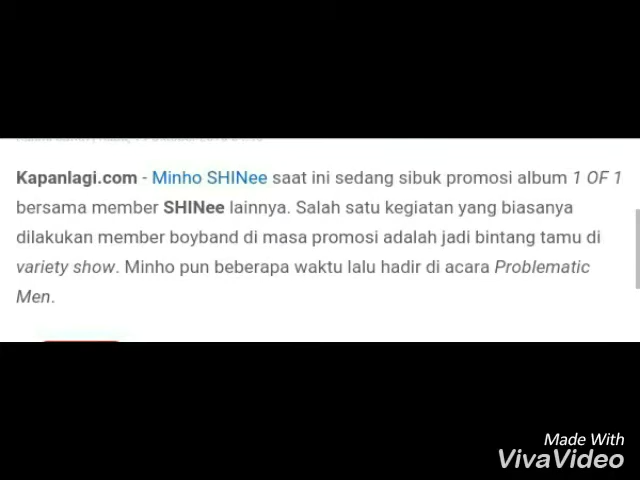 Kapanlagi.com - Minho SHINee saat ini sedang sibuk promosi album 1 OF 1
bersama member SHINee lainnya. Salah satu kegiatan yang biasanya
dilakukan member boyband di masa promosi adalah jadi bintang tamu di
variety show. Minho pun beberapa waktu lalu hadir di acara Problematic
Men.
Made With
VivaVideo